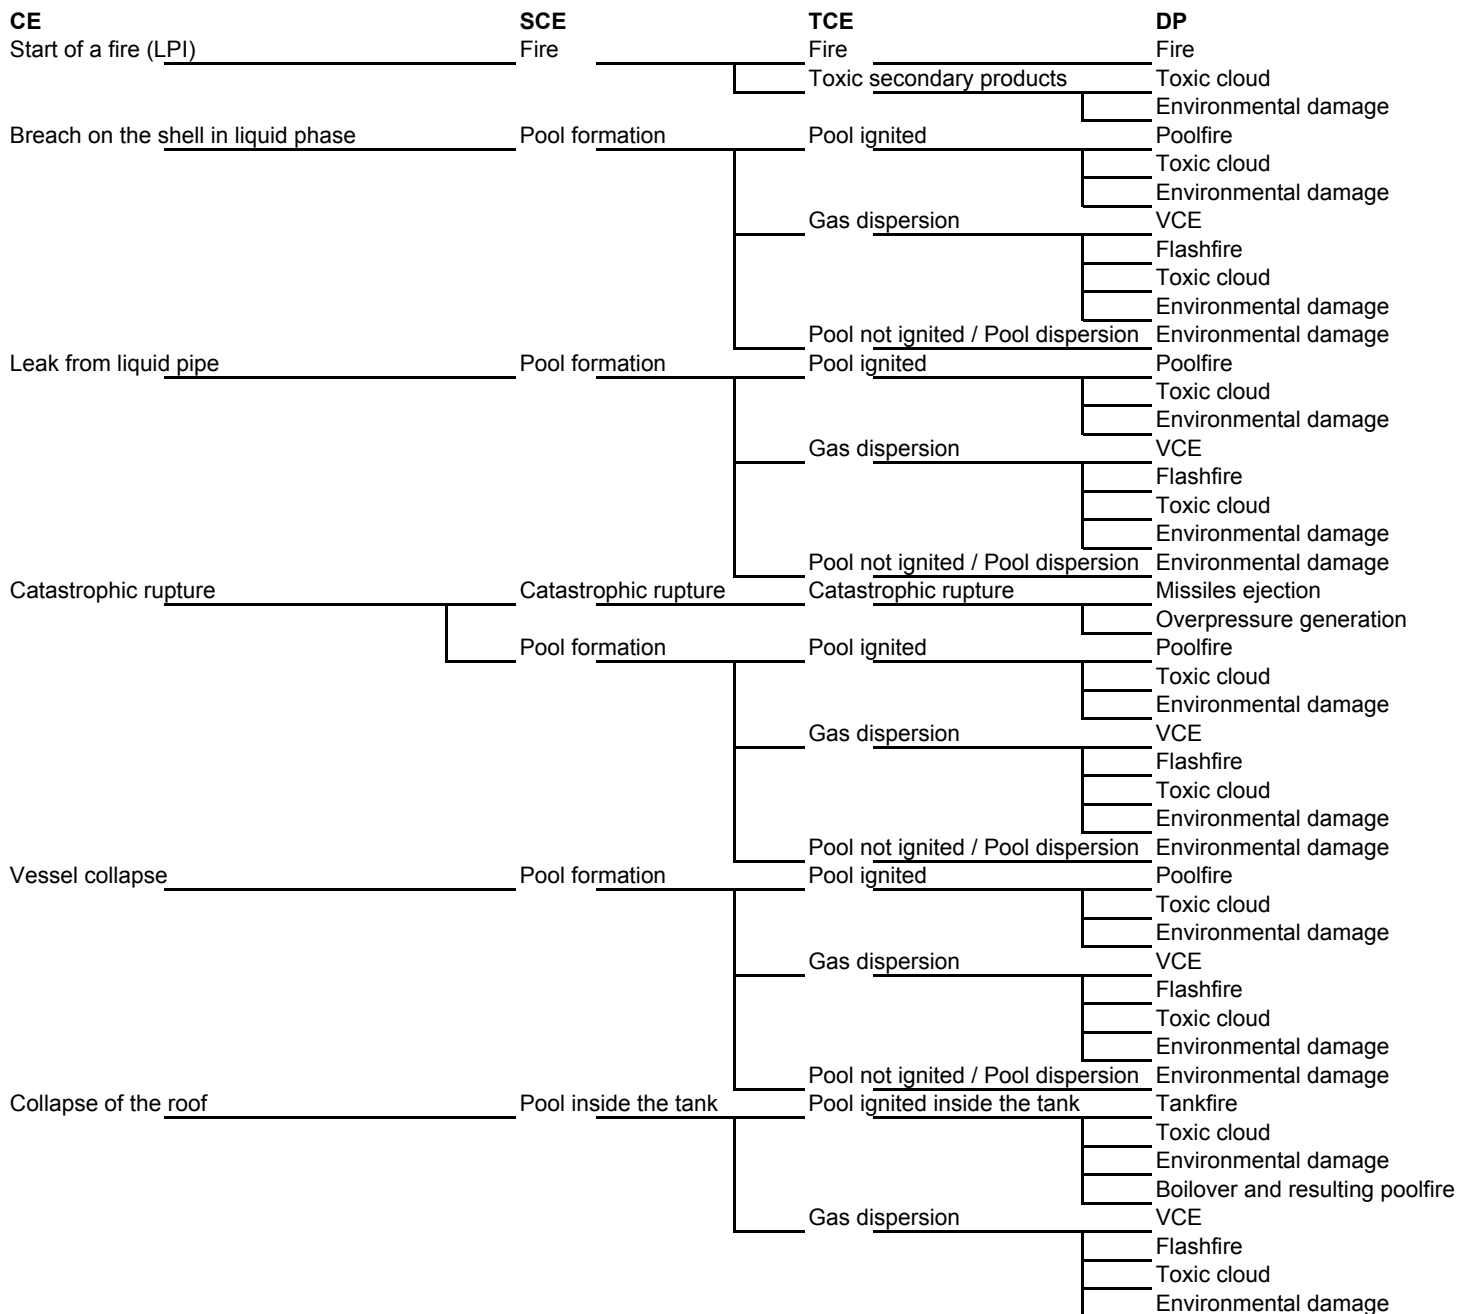 CE SCE TCE DP
Start of a fire (LPI) Fire Fire Fire
Toxic secondary products Toxic cloud
Environmental damage
Breach on the shell in liquid phase Pool formation Pool ignited Poolfire
Toxic cloud
Environmental damage
Gas dispersion VCE
Flashfire
Toxic cloud
Environmental damage
Pool not ignited / Pool dispersion Environmental damage
Leak from liquid pipe Pool formation Pool ignited Poolfire
Toxic cloud
Environmental damage
Gas dispersion VCE
Flashfire
Toxic cloud
Environmental damage
Pool not ignited / Pool dispersion Environmental damage
Catastrophic rupture Catastrophic rupture Catastrophic rupture Missiles ejection
Overpressure generation
Pool formation Pool ignited Poolfire
Toxic cloud
Environmental damage
Gas dispersion VCE
Flashfire
Toxic cloud
Environmental damage
Pool not ignited / Pool dispersion Environmental damage
Vessel collapse Pool formation Pool ignited Poolfire
Toxic cloud
Environmental damage
Gas dispersion VCE
Flashfire
Toxic cloud
Environmental damage
Pool not ignited / Pool dispersion Environmental damage
Collapse of the roof Pool inside the tank Pool ignited inside the tank Tankfire
Toxic cloud
Environmental damage
Boilover and resulting poolfire
Gas dispersion VCE
Flashfire
Toxic cloud
Environmental damage